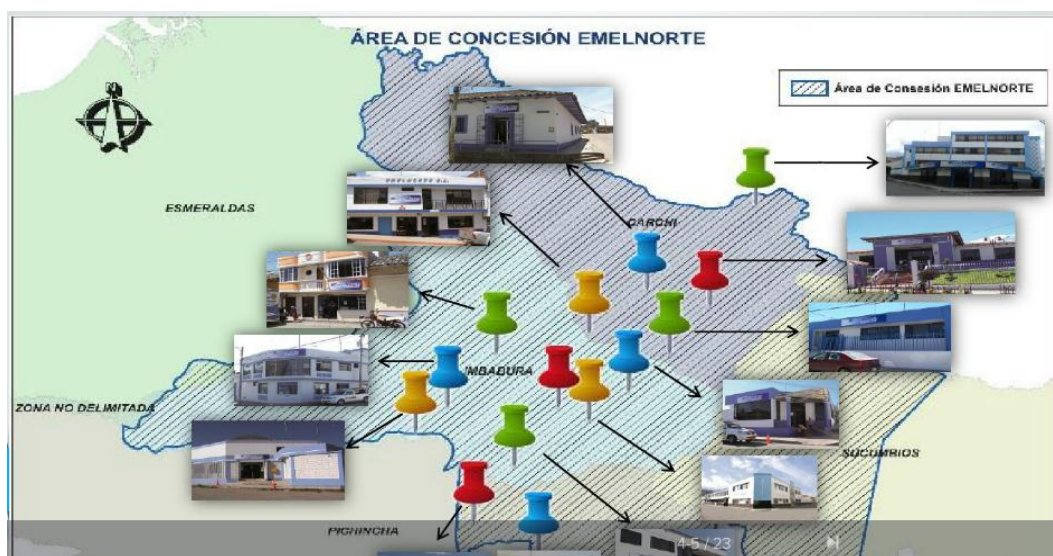 ÁREA DE CONCESIÓN EMELNORTE
Área de Consesión EMELNORTE
N
ESMERALDAS
CARCHI
IMBABURA
ZONA NO DELIMITADA
SUCUMBIOS
PICHINCHA
4-5 / 23